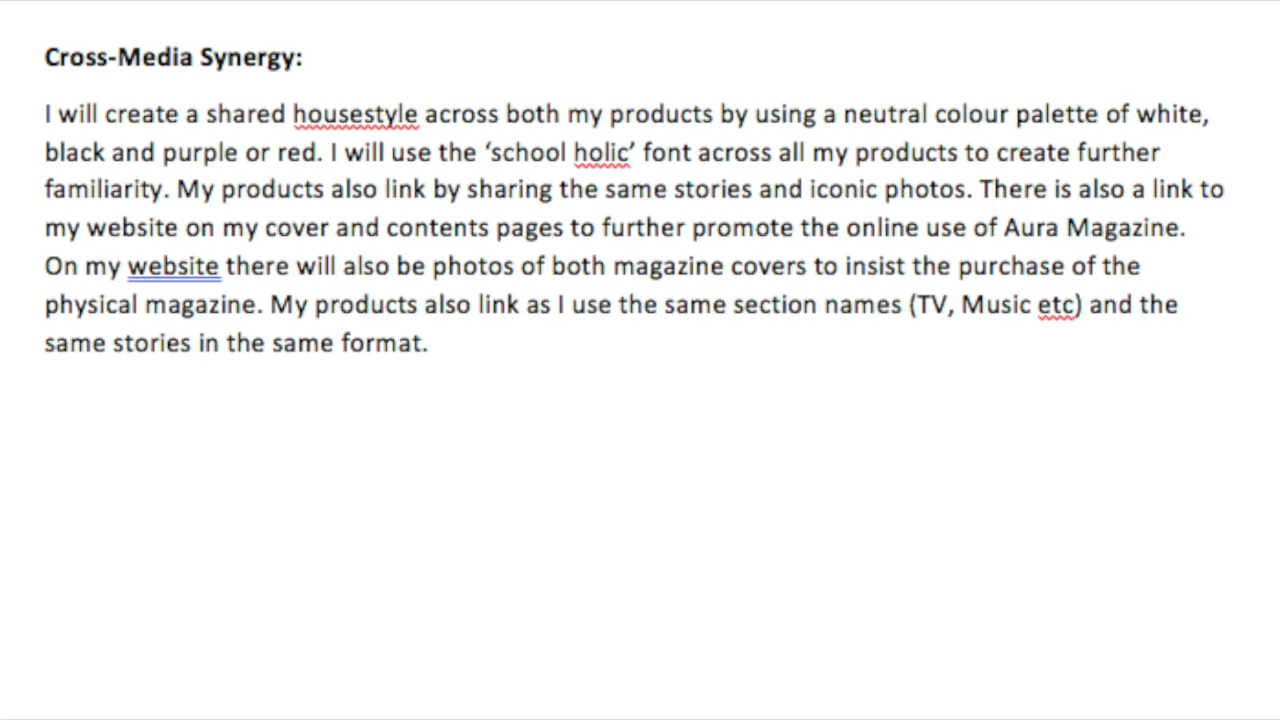 Cross-Media Synergy:
I will create a shared housestyle across both my products by using a neutral colour palette of white,
black and purple or red. I will use the ‘school holic’ font across all my products to create further
familiarity. My products also link by sharing the same stories and iconic photos. There is also a link to
my website on my cover and contents pages to further promote the online use of Aura Magazine.
On my website there will also be photos of both magazine covers to insist the purchase of the
physical magazine. My products also link as I use the same section names (TV, Music etc) and the
same stories in the same format.